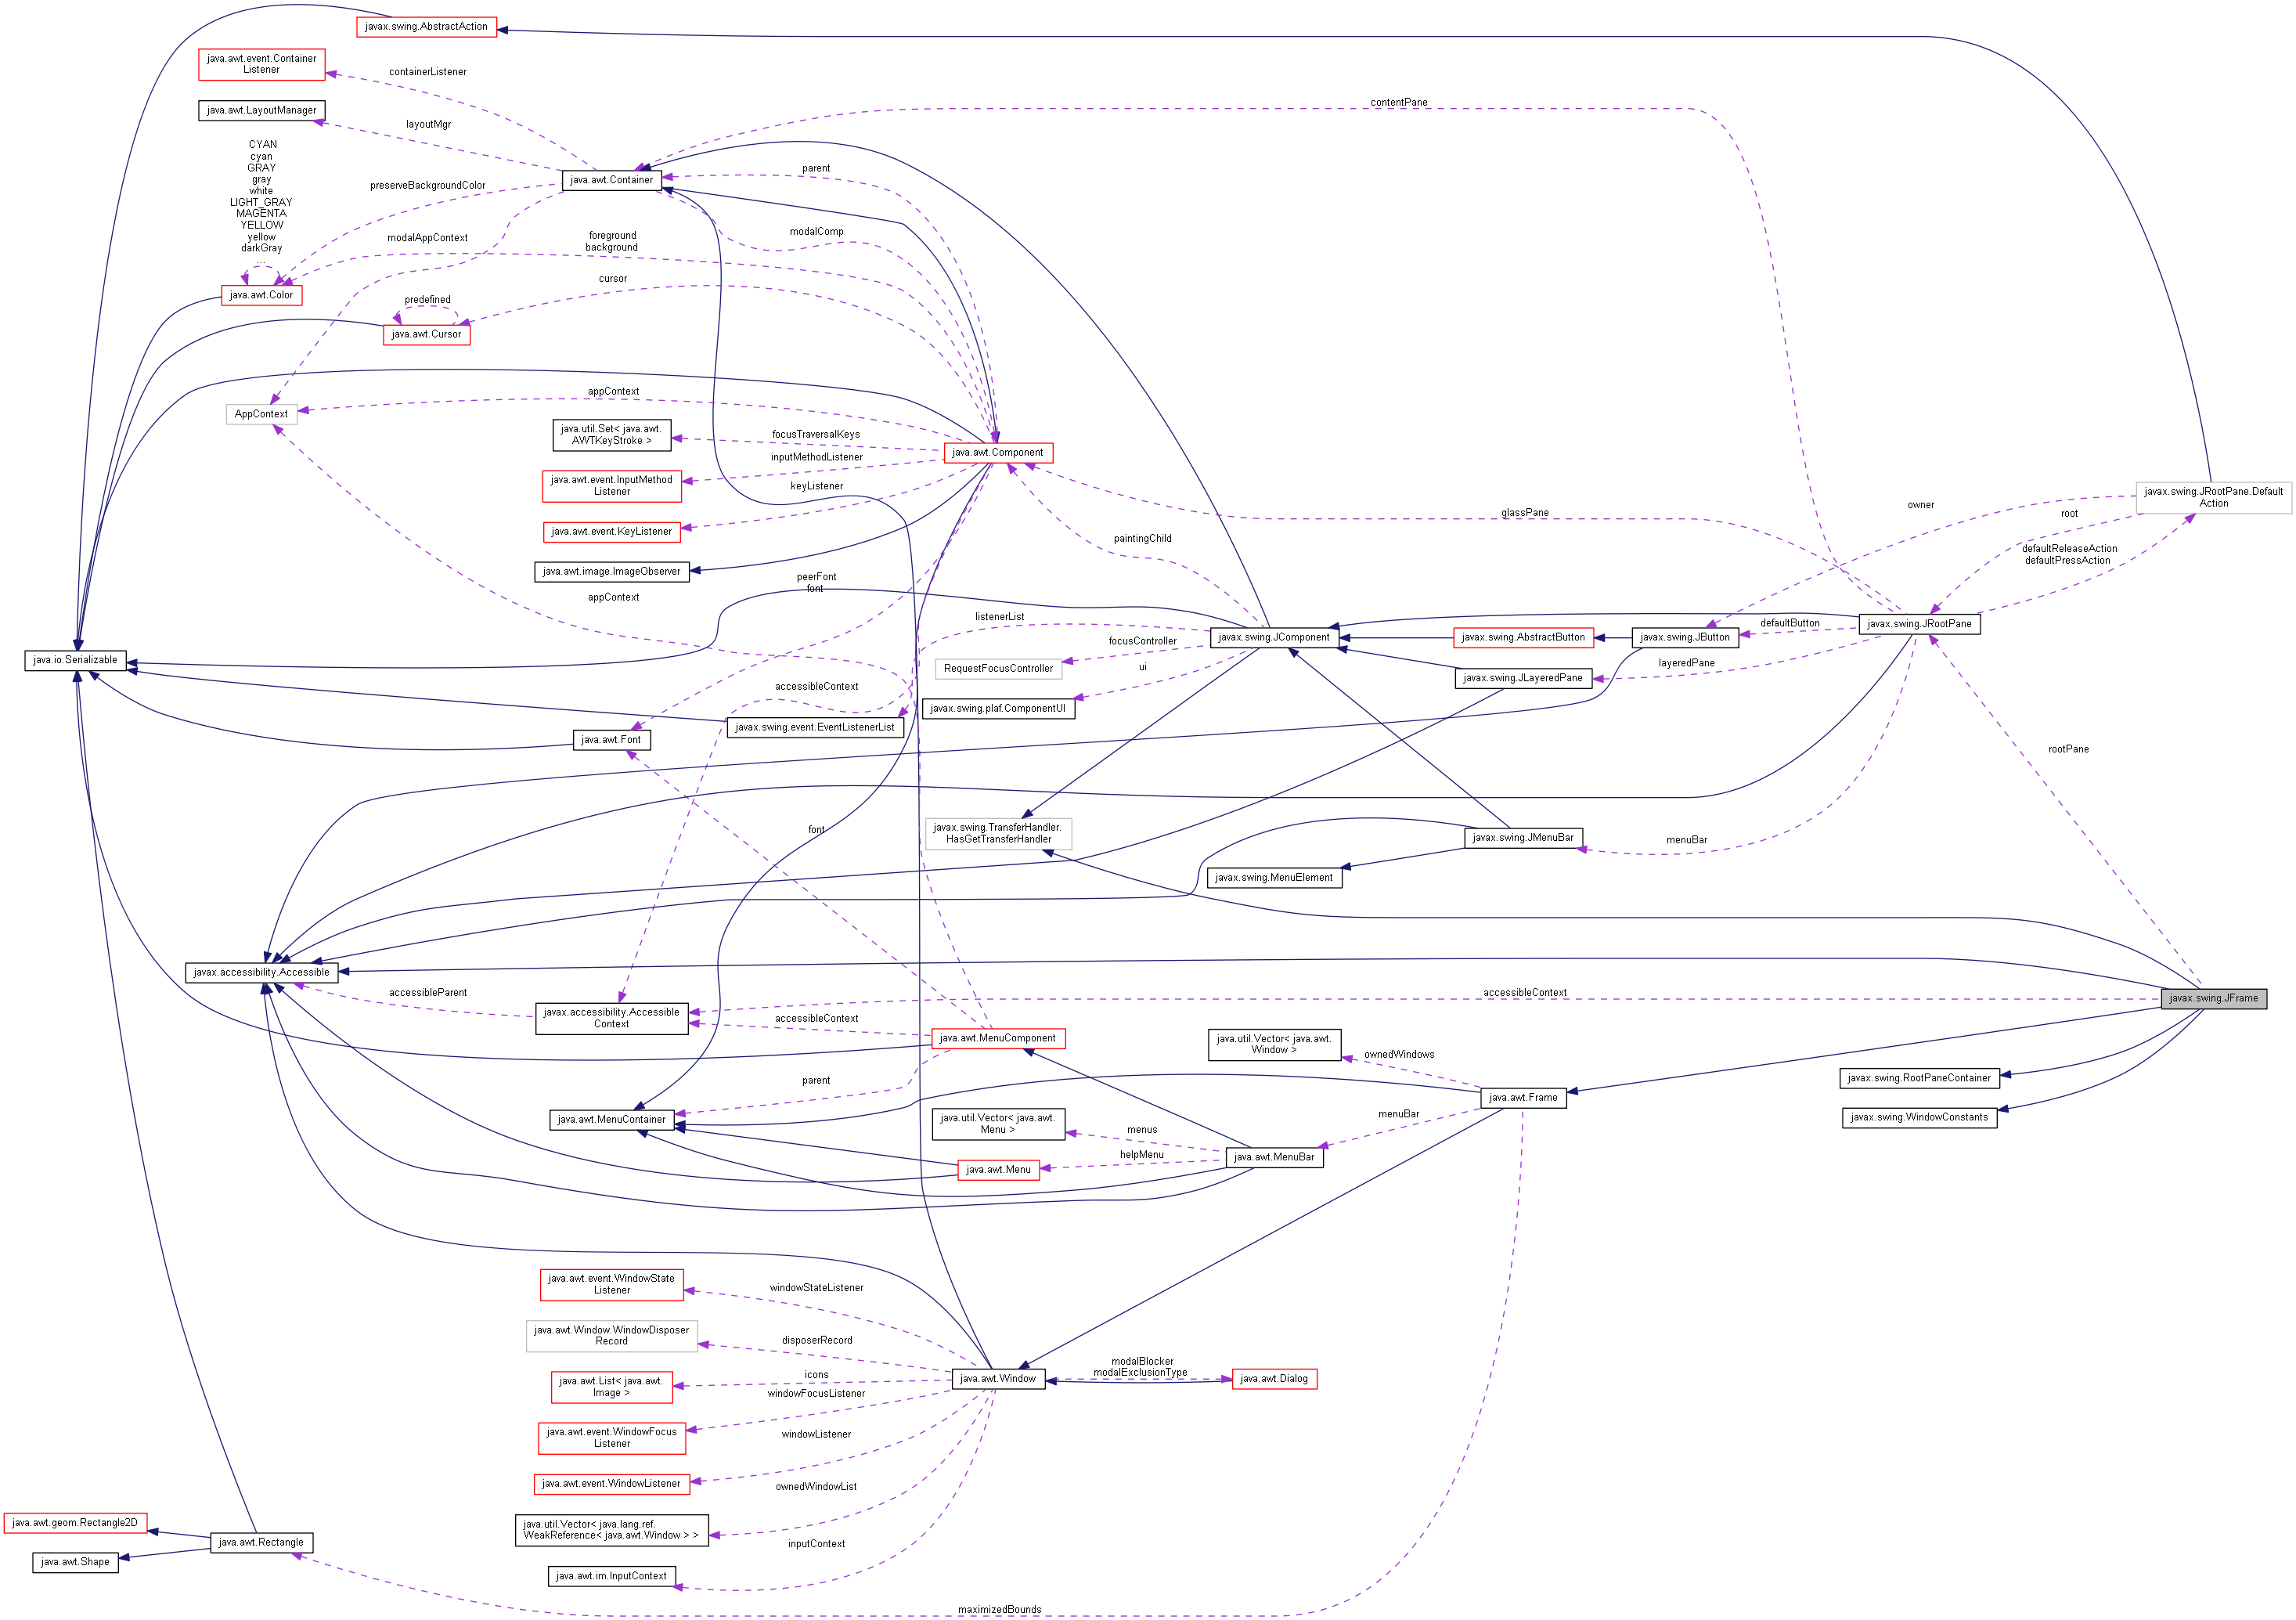 javax.swing.AbstractAction
java.awt.event.Container
Listener
containerListener
contentPane
java.awt.LayoutManager
layoutMgr
CYAN
cyan
GRAY
gray
white
LIGHT_GRAY
MAGENTA
YELLOW
yellow
darkGray
...
parent
java.awt.Container
preserveBackgroundColor
modalComp
foreground
background
modalAppContext
cursor
java.awt.Color
predefined
java.awt.Cursor
appContext
AppContext
java.util.Set< java.awt.
AWTKeyStroke >
focusTraversalKeys
inputMethodListener
java.awt.Component
java.awt.event.InputMethod
Listener
keyListener
java.awt.event.KeyListener
glassPane
owner
root
javax.swing.JRootPane.Default
Action
paintingChild
defaultReleaseAction
defaultPressAction
java.awt.image.ImageObserver
peerFont
font
appContext
listenerList
javax.swing.JComponent
javax.swing.AbstractButton
javax.swing.JButton
defaultButton
javax.swing.JRootPane
focusController
RequestFocusController
ui
layeredPane
javax.swing.JLayeredPane
java.io.Serializable
accessibleContext
javax.swing.plaf.ComponentUI
javax.swing.event.EventListenerList
java.awt.Font
rootPane
font
javax.swing.TransferHandler.
HasGetTransferHandler
javax.swing.JMenuBar
menuBar
javax.swing.MenuElement
javax.accessibility.Accessible
accessibleParent
accessibleContext
javax.swing.JFrame
javax.accessibility.Accessible
Context
accessibleContext
java.awt.MenuComponent
java.util.Vector< java.awt.
Window >
ownedWindows
javax.swing.RootPaneContainer
parent
java.awt.Frame
java.awt.MenuContainer
java.util.Vector< java.awt.
Menu >
menus
menuBar
javax.swing.WindowConstants
helpMenu
java.awt.MenuBar
java.awt.Menu
java.awt.event.WindowState
Listener
windowStateListener
java.awt.Window.WindowDisposer
Record
disposerRecord
java.awt.List< java.awt.
Image >
icons
java.awt.Window
modalBlocker
modalExclusionType
java.awt.Dialog
windowFocusListener
java.awt.event.WindowFocus
Listener
windowListener
java.awt.event.WindowListener
ownedWindowList
java.util.Vector< java.lang.ref.
WeakReference< java.awt.Window > >
java.awt.geom.Rectangle2D
java.awt.Rectangle
java.awt.Shape
inputContext
java.awt.im.InputContext
maximizedBounds